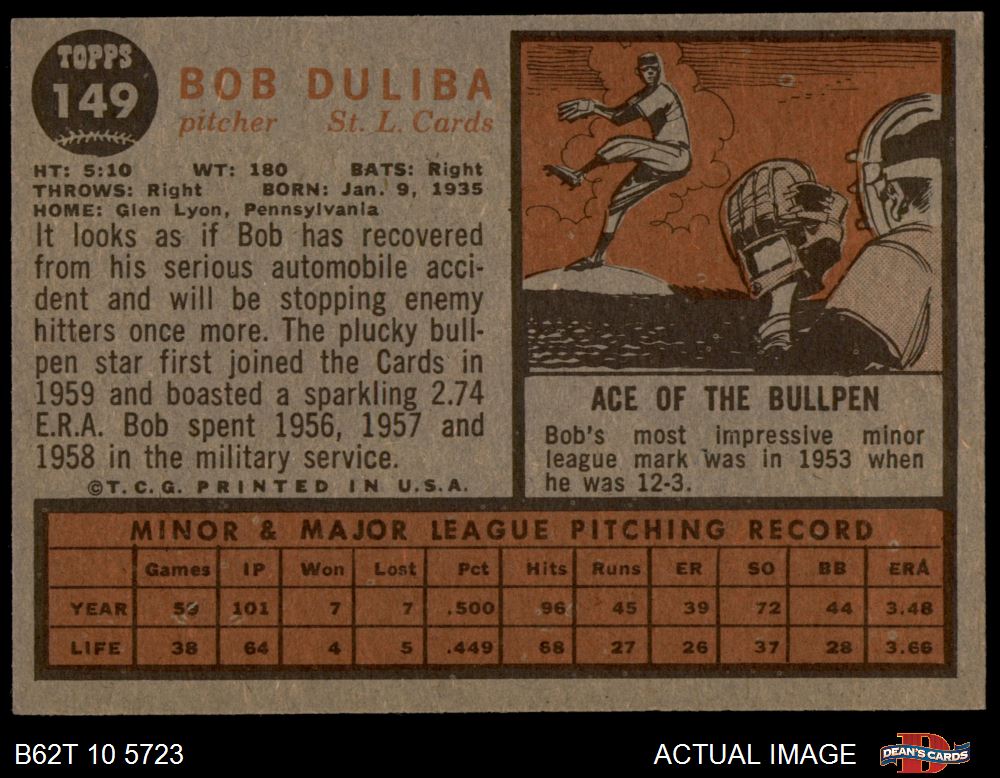 TOPPS
149
BOB DULIBA
pitcher St. L. Cards
HT: 5:10 WT: 180 BATS: Right
THROWS: Right BORN: Jan. 9, 1935
HOME: Glen Lyon, Pennsylvania
It looks as if Bob has recovered
from his serious automobile acci-
dent and will be stopping enemy
hitters once more. The plucky bull-
pen star first joined the Cards in
1959 and boasted a sparkling 2.74
E.R.A. Bob spent 1956, 1957 and
1958 in the military service.
©T.C.G. PRINTED IN U.S.A.
ACE OF THE BULLPEN
Bob's most impressive minor
league mark was in 1953 when
he was 12-3.
MINOR & MAJOR LEAGUE PITCHING RECORD
Games IP Won Lost Pct Hits Runs ER SO BB ERA
YEAR 59 101 7 7 .500 96 45 39 72 44 3.48
LIFE 38 64 4 5 .449 68 27 26 37 28 3.66
B62T 10 5723 ACTUAL IMAGE DEAN'S CARDS